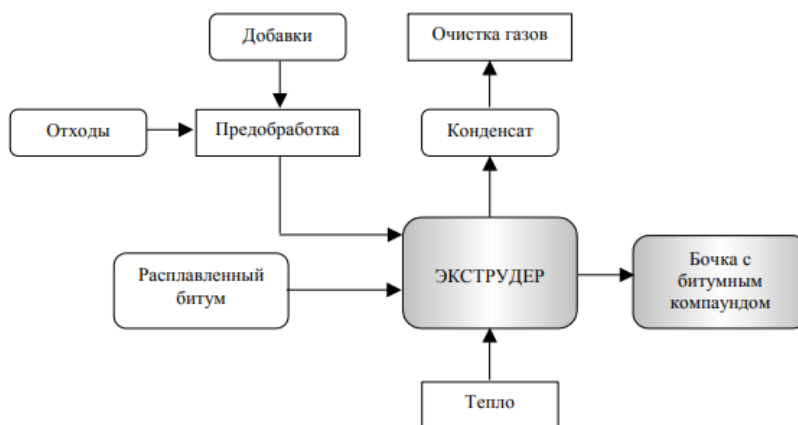 Добавки
Очистка газов
Отходы
Предобработка
Конденсат
Расплавленный
битум
ЭКСТРУДЕР
Бочка с
битумным
компаундом
Тепло